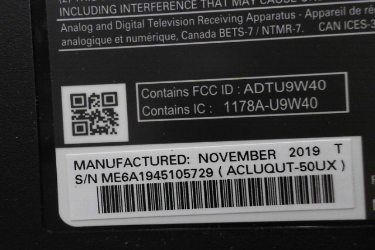 INCLUDING INTERFERENCE THAT MAY CAUSE
Analog and Digital Television Receiving Apparatus - Appareil de ré
analogique et numérique, Canada BETS-7 / NTMR-7. CAN ICES-3
Contains FCC ID : ADTU9W40
Contains IC : 1178A-U9W40
MANUFACTURED: NOVEMBER 2019 T
S/N ME6A1945105729 ( ACLUQUT-50UX )